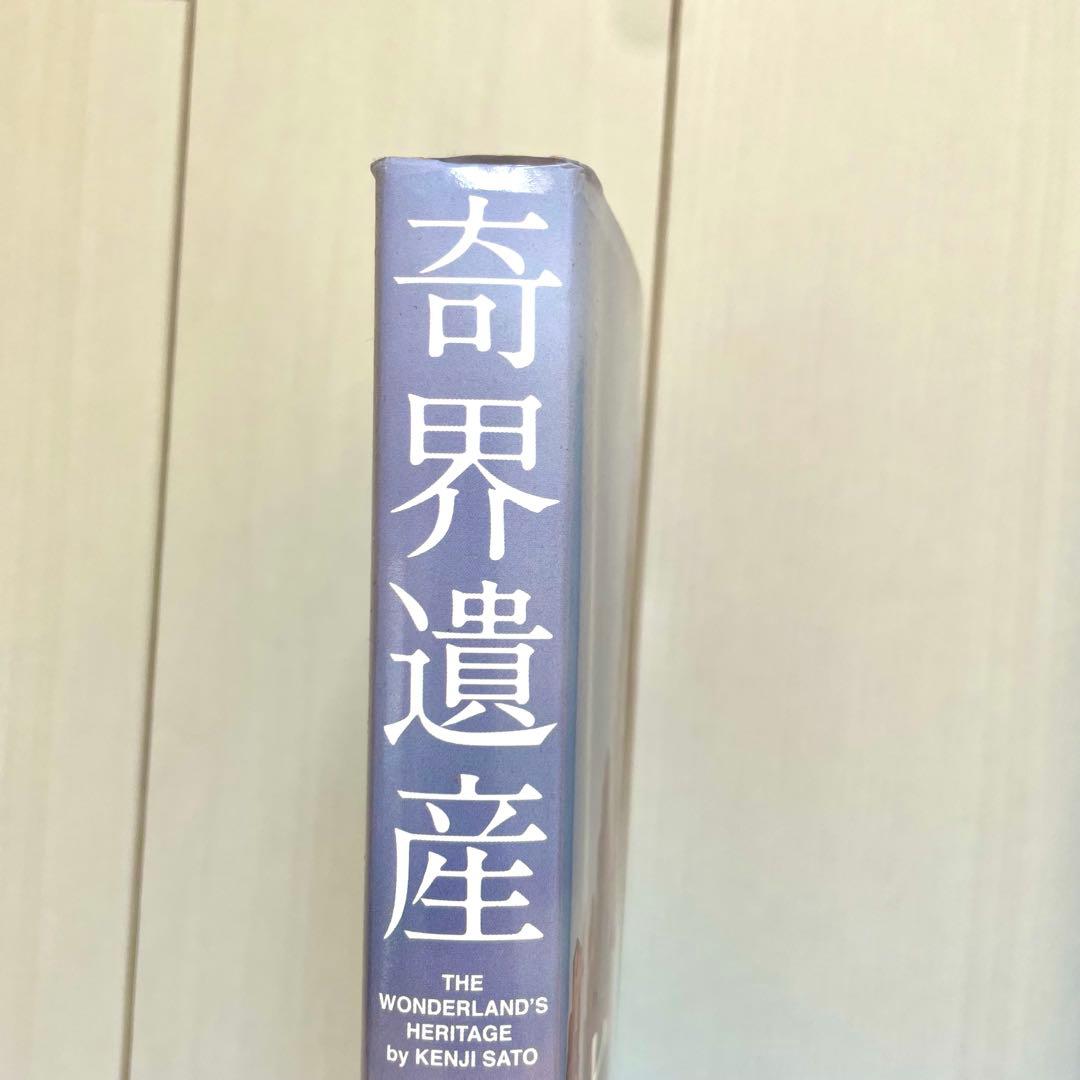 奇界遺産
THE
WONDERLAND'S
HERITAGE
by KENJI SATO